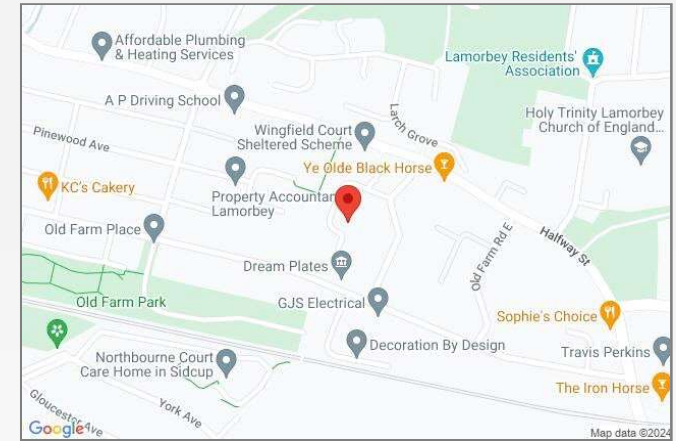 Affordable Plumbing
& Heating Services
Lamorbey Residents'
Association
A P Driving School
Larch Grove
Holy Trinity Lamorbey
Church of England...
Wingfield Court
Sheltered Scheme
Pinewood Ave
Ye Olde Black Horse
KC's Cakery
Property Accountan
Lamorbey
Old Farm Place
Halfway St
Old Farm Rd E
Dream Plates
Old Farm Park
GJS Electrical
Sophie's Choice
Decoration By Design
Travis Perkins
Northbourne Court
Care Home in Sidcup
The Iron Horse
Gloucester Ave
York Ave
Google
Map data ©2024